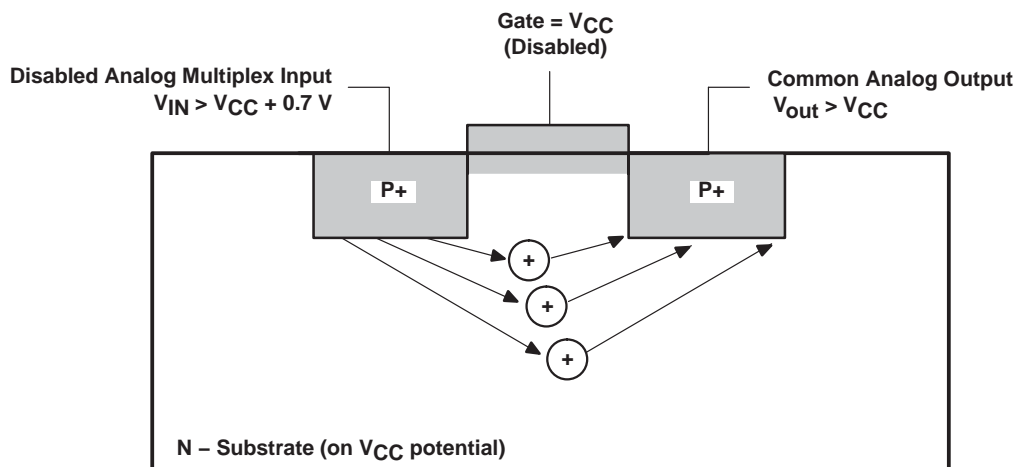 Gate = VCC
(Disabled)
Disabled Analog Multiplex Input
VIN > VCC + 0.7 V
Common Analog Output
Vout > VCC
P+
P+
+
+
+
N – Substrate (on VCC potential)